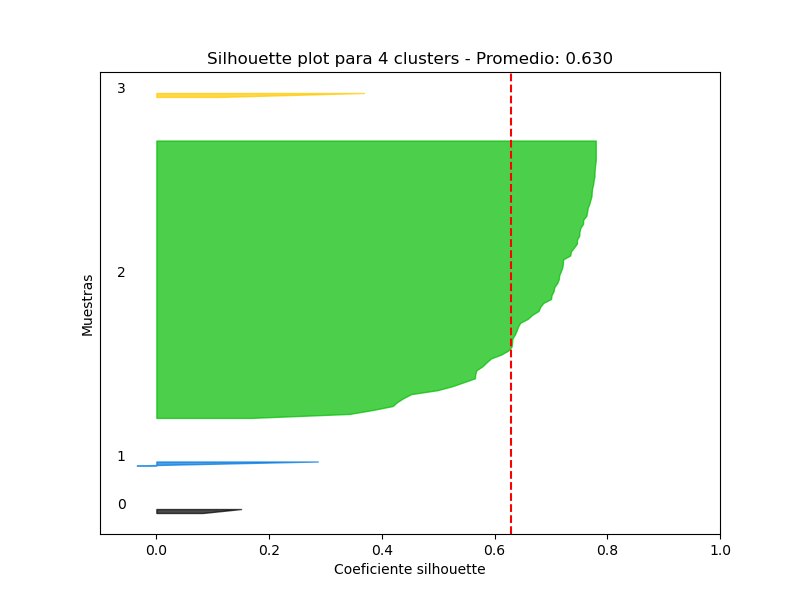 Silhouette plot para 4 clusters - Promedio: 0.630
3
2
1
0
Muestras
0.0 0.2 0.4 0.6 0.8 1.0
Coeficiente silhouette